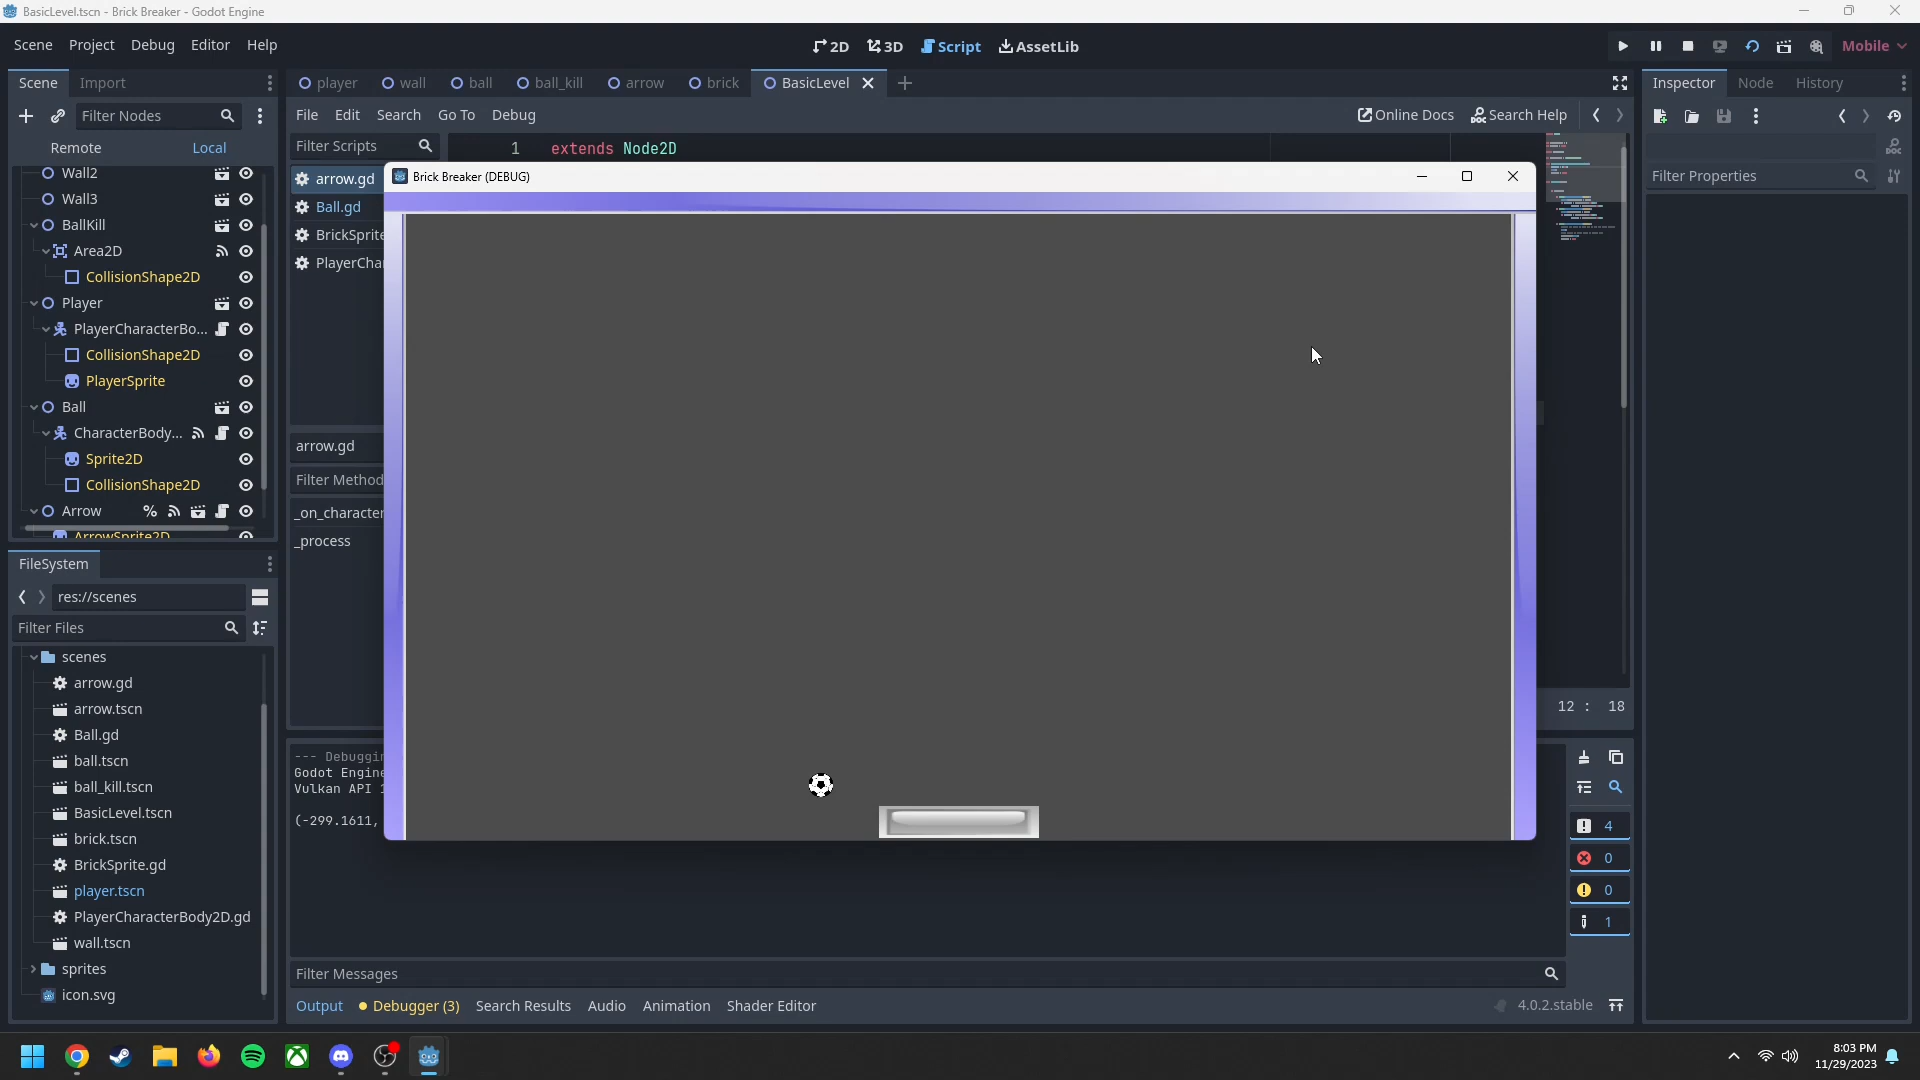 BasicLevel.tscn - Brick Breaker - Godot Engine
Scene Project Debug Editor Help
2D 3D Script AssetLib
Mobile
Scene Import
player wall ball ball_kill arrow brick BasicLevel
Inspector Node History
Filter Nodes
File Edit Search Go To Debug
Online Docs Search Help
Remote Local
Filter Scripts
1 extends Node2D
Filter Properties
Wall2
Wall3
BallKill
Area2D
CollisionShape2D
Player
PlayerCharacterBo...
CollisionShape2D
PlayerSprite
Ball
CharacterBody...
Sprite2D
CollisionShape2D
Arrow %
ArrowSprite2D
arrow.gd
Ball.gd
BrickSprite
PlayerCha
arrow.gd
Filter Method
_on_character
_process
Brick Breaker (DEBUG)
12 : 18
FileSystem
res://scenes
Filter Files
scenes
arrow.gd
arrow.tscn
Ball.gd
ball.tscn
ball_kill.tscn
BasicLevel.tscn
brick.tscn
BrickSprite.gd
player.tscn
PlayerCharacterBody2D.gd
wall.tscn
sprites
icon.svg
--- Debuggin
Godot Engine
Vulkan API
(-299.1611,
4
0
0
1
Filter Messages
Output Debugger (3) Search Results Audio Animation Shader Editor
4.0.2.stable
8:03 PM
11/29/2023